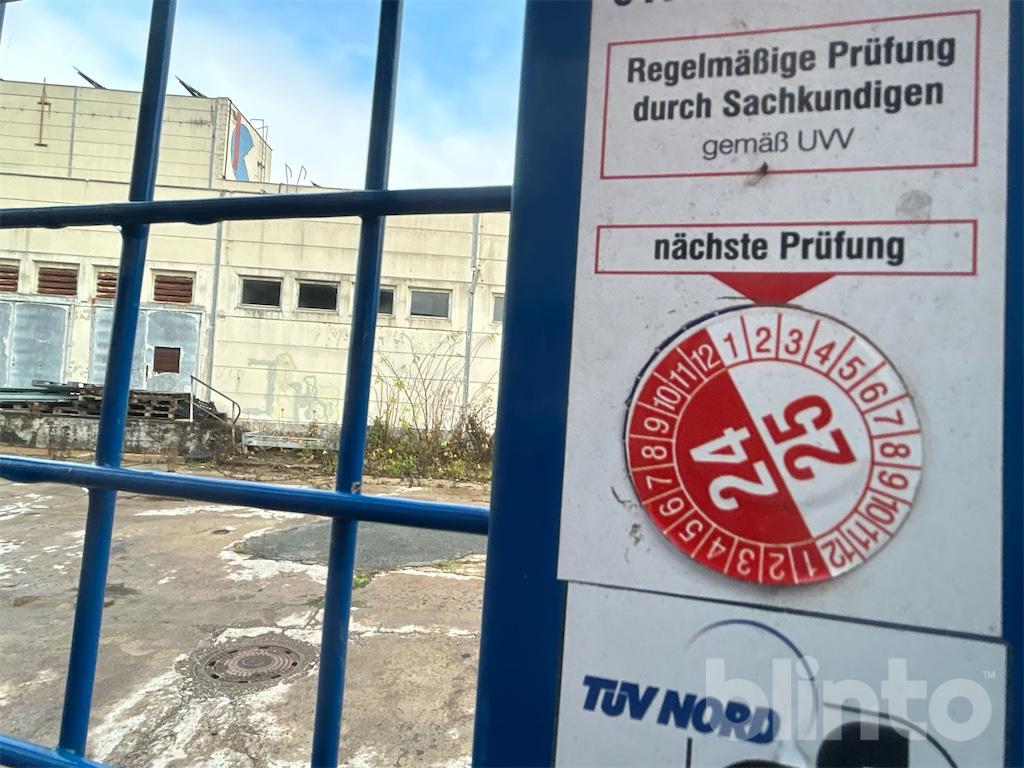 Regelmäßige Prüfung
durch Sachkundigen
gemäß UVV
nächste Prüfung
1 2 3 4 5 6 7 8 9 10 11 12
25
24
1 2 3 4 5 6 7 8 9 10 11 12
TÜV NORD
blinto™